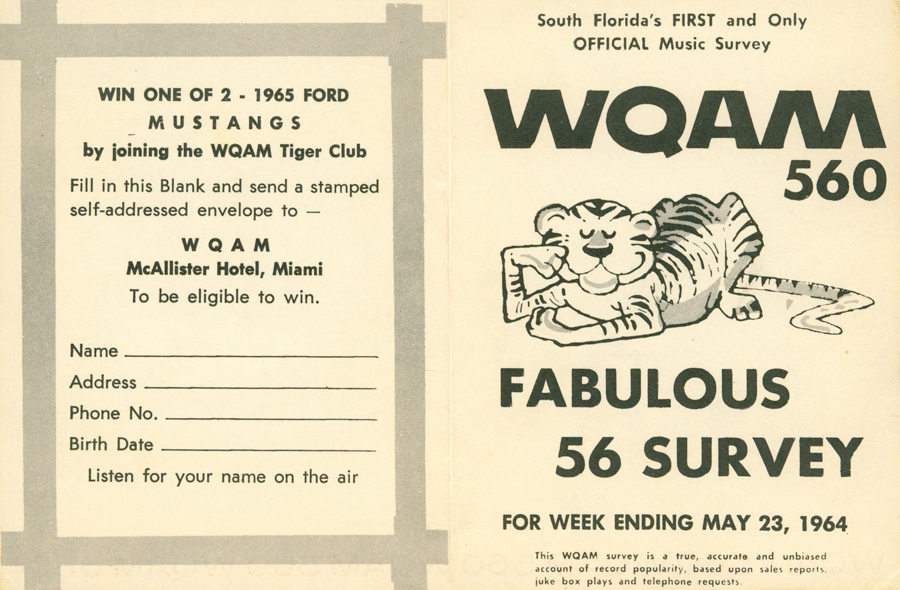 WIN ONE OF 2 - 1965 FORD
MUSTANGS
by joining the WQAM Tiger Club
Fill in this Blank and send a stamped
self-addressed envelope to —
WQAM
McAllister Hotel, Miami
To be eligible to win.
Name
Address
Phone No.
Birth Date
Listen for your name on the air
South Florida's FIRST and Only
OFFICIAL Music Survey
WQAM
560
FABULOUS
56 SURVEY
FOR WEEK ENDING MAY 23, 1964
This WQAM survey is a true, accurate and unbiased
account of record popularity, based upon sales reports,
juke box plays and telephone requests.